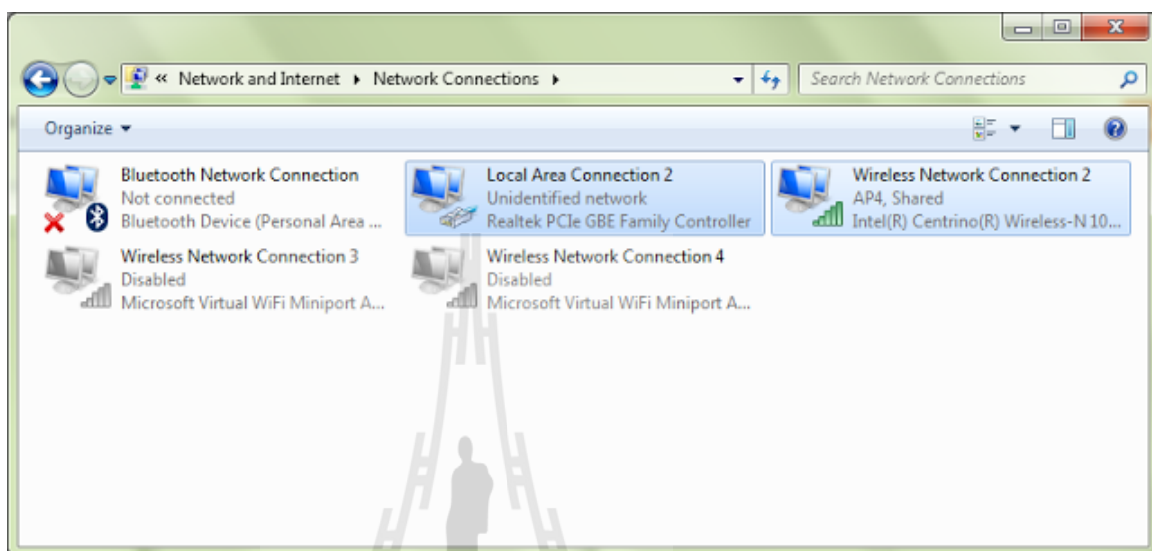 « Network and Internet ▸ Network Connections ▸
Search Network Connections
Organize
Bluetooth Network Connection
Not connected
Bluetooth Device (Personal Area ...
Local Area Connection 2
Unidentified network
Realtek PCIe GBE Family Controller
Wireless Network Connection 2
AP4, Shared
Intel(R) Centrino(R) Wireless-N 10...
Wireless Network Connection 3
Disabled
Microsoft Virtual WiFi Miniport A...
Wireless Network Connection 4
Disabled
Microsoft Virtual WiFi Miniport A...